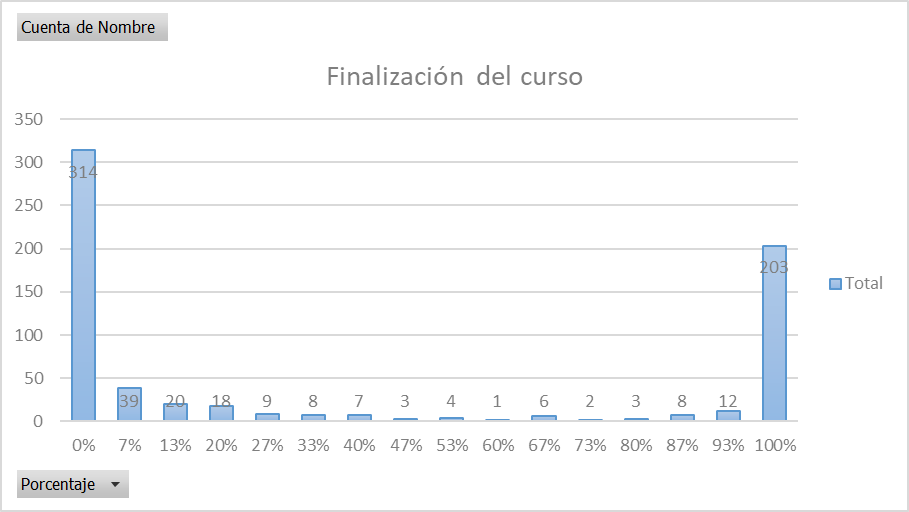 Cuenta de Nombre
Finalización del curso
350
300
250
200
150
100
50
0
314 39 20 18 9 8 7 3 4 1 6 2 3 8 12 203
0% 7% 13% 20% 27% 33% 40% 47% 53% 60% 67% 73% 80% 87% 93% 100%
Total
Porcentaje